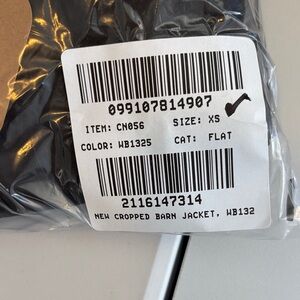 099107814907
ITEM: CN056 SIZE: XS
COLOR: WB1325 CAT: FLAT
2116147314
NEW CROPPED BARN JACKET, WB132